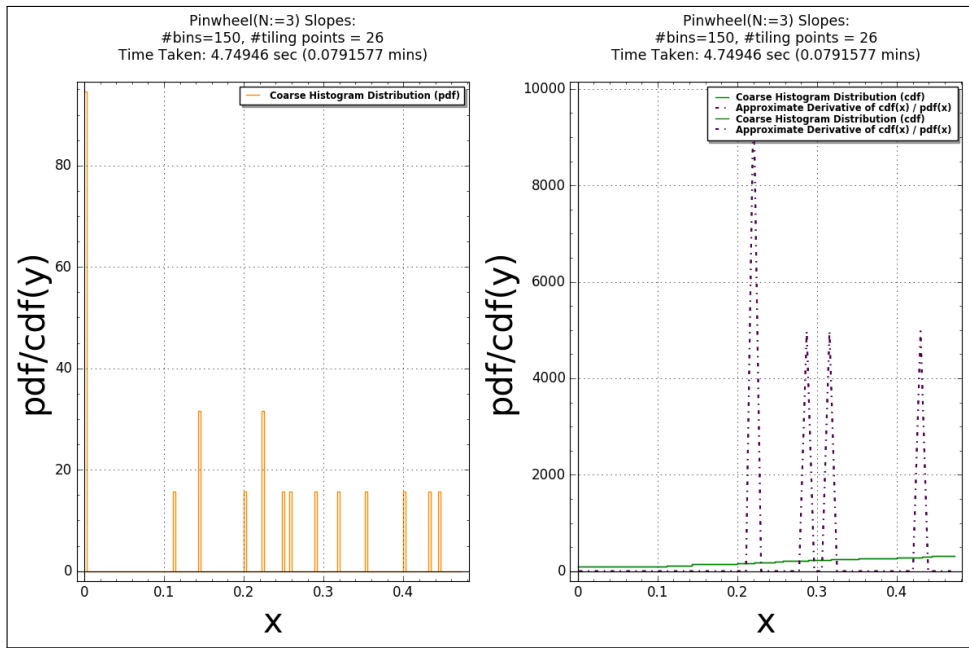 Pinwheel(N:=3) Slopes:
#bins=150, #tiling points = 26
Time Taken: 4.74946 sec (0.0791577 mins)
Coarse Histogram Distribution (pdf)
80
60
40
20
0
pdf/cdf(y)
0
0.1
0.2
0.3
0.4
x
Pinwheel(N:=3) Slopes:
#bins=150, #tiling points = 26
Time Taken: 4.74946 sec (0.0791577 mins)
Coarse Histogram Distribution (cdf)
Approximate Derivative of cdf(x) / pdf(x)
Coarse Histogram Distribution (cdf)
Approximate Derivative of cdf(x) / pdf(x)
10000
8000
6000
4000
2000
0
pdf/cdf(y)
0
0.1
0.2
0.3
0.4
x